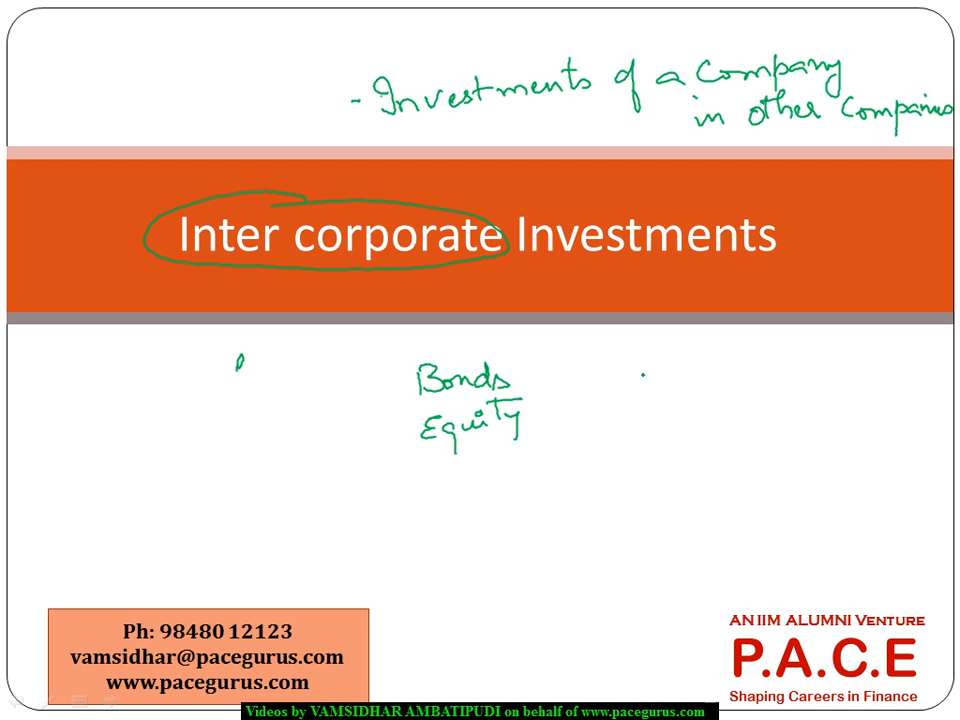 - Investments of a Company
in other Companies
Inter corporate Investments
Bonds
Equity
Ph: 98480 12123
vamsidhar@pacegurus.com
www.pacegurus.com
AN IIM ALUMNI VENTURE
P.A.C.E
Shaping Careers in Finance
Videos by VAMSIDHAR AMBATIPUDI on behalf of www.pacegurus.com